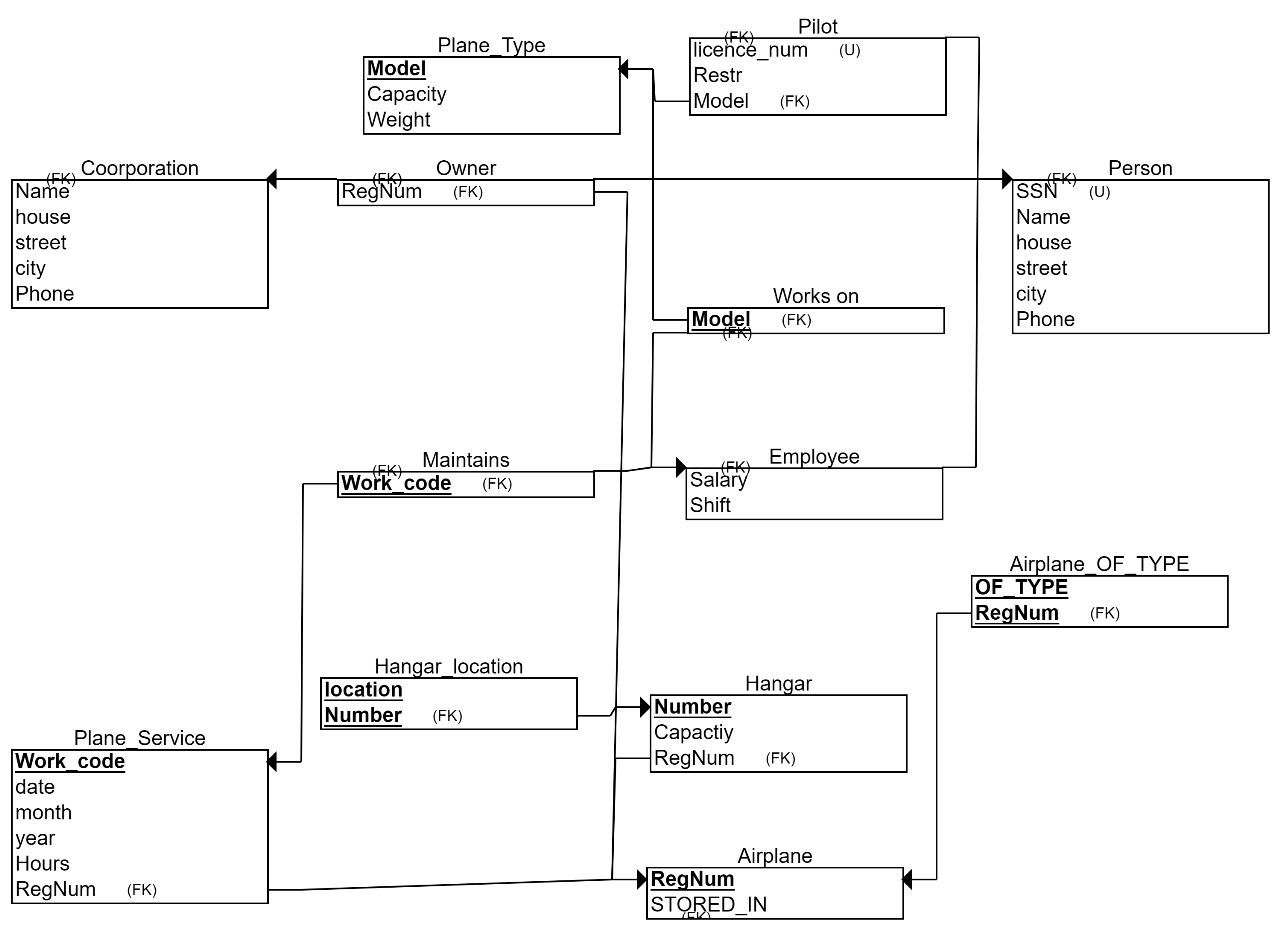 Pilot
(FK)
licence_num (U)
Restr
Model (FK)
Plane_Type
Model
Capacity
Weight
Coorporation
(FK)
Name
house
street
city
Phone
Owner
(FK)
RegNum (FK)
Person
(FK)
SSN (U)
Name
house
street
city
Phone
Works on
Model (FK)
(FK)
Maintains
(FK)
Work_code (FK)
Employee
(FK)
Salary
Shift
Airplane_OF_TYPE
OF_TYPE
RegNum (FK)
Hangar_location
location
Number (FK)
Hangar
Number
Capactiy
RegNum (FK)
Plane_Service
Work_code
date
month
year
Hours
RegNum (FK)
Airplane
RegNum
STORED_IN
(FK)